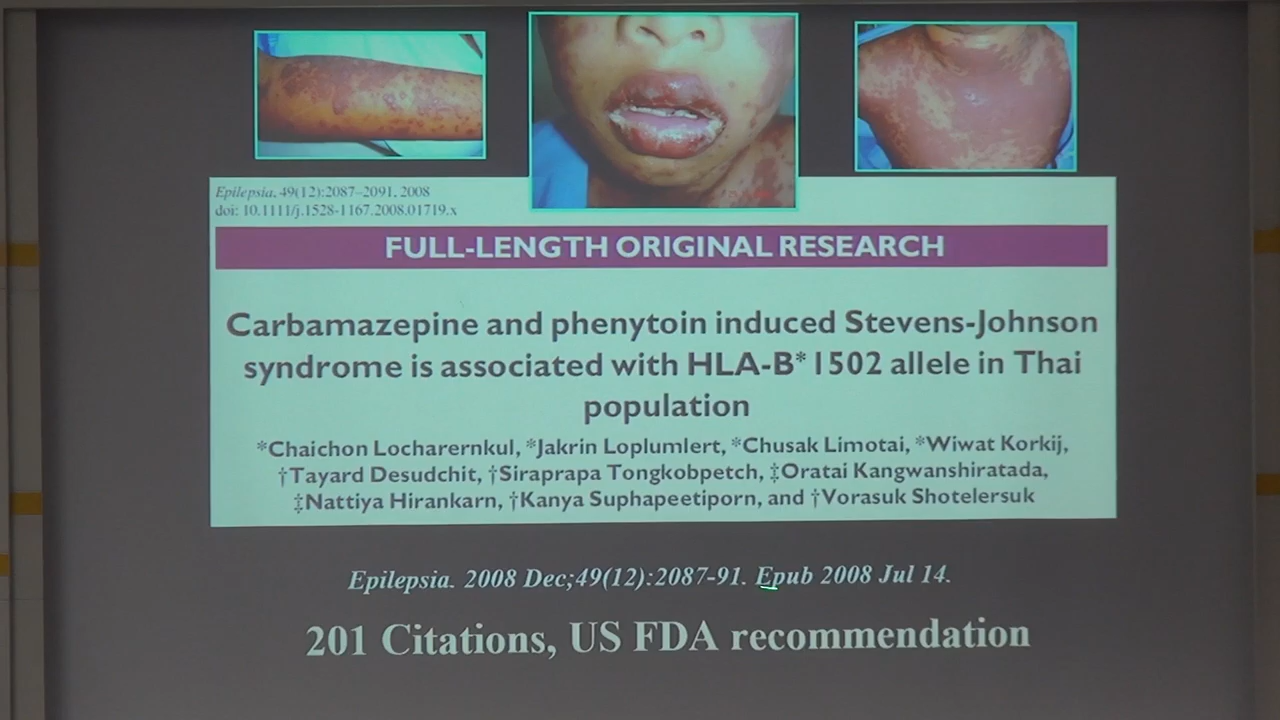 Epilepsia, 49(12):2087–2091, 2008
doi: 10.1111/j.1528-1167.2008.01719.x
FULL-LENGTH ORIGINAL RESEARCH
Carbamazepine and phenytoin induced Stevens-Johnson
syndrome is associated with HLA-B*1502 allele in Thai
population
*Chaichon Locharernkul, *Jakrin Loplumlert, *Chusak Limotai, *Wiwat Korkij,
†Tayard Desudchit, †Siraprapa Tongkobpetch, ‡Oratai Kangwanshiratada,
‡Nattiya Hirankarn, †Kanya Suphapeetiporn, and †Vorasuk Shotelersuk
Epilepsia. 2008 Dec;49(12):2087-91. Epub 2008 Jul 14.
201 Citations, US FDA recommendation